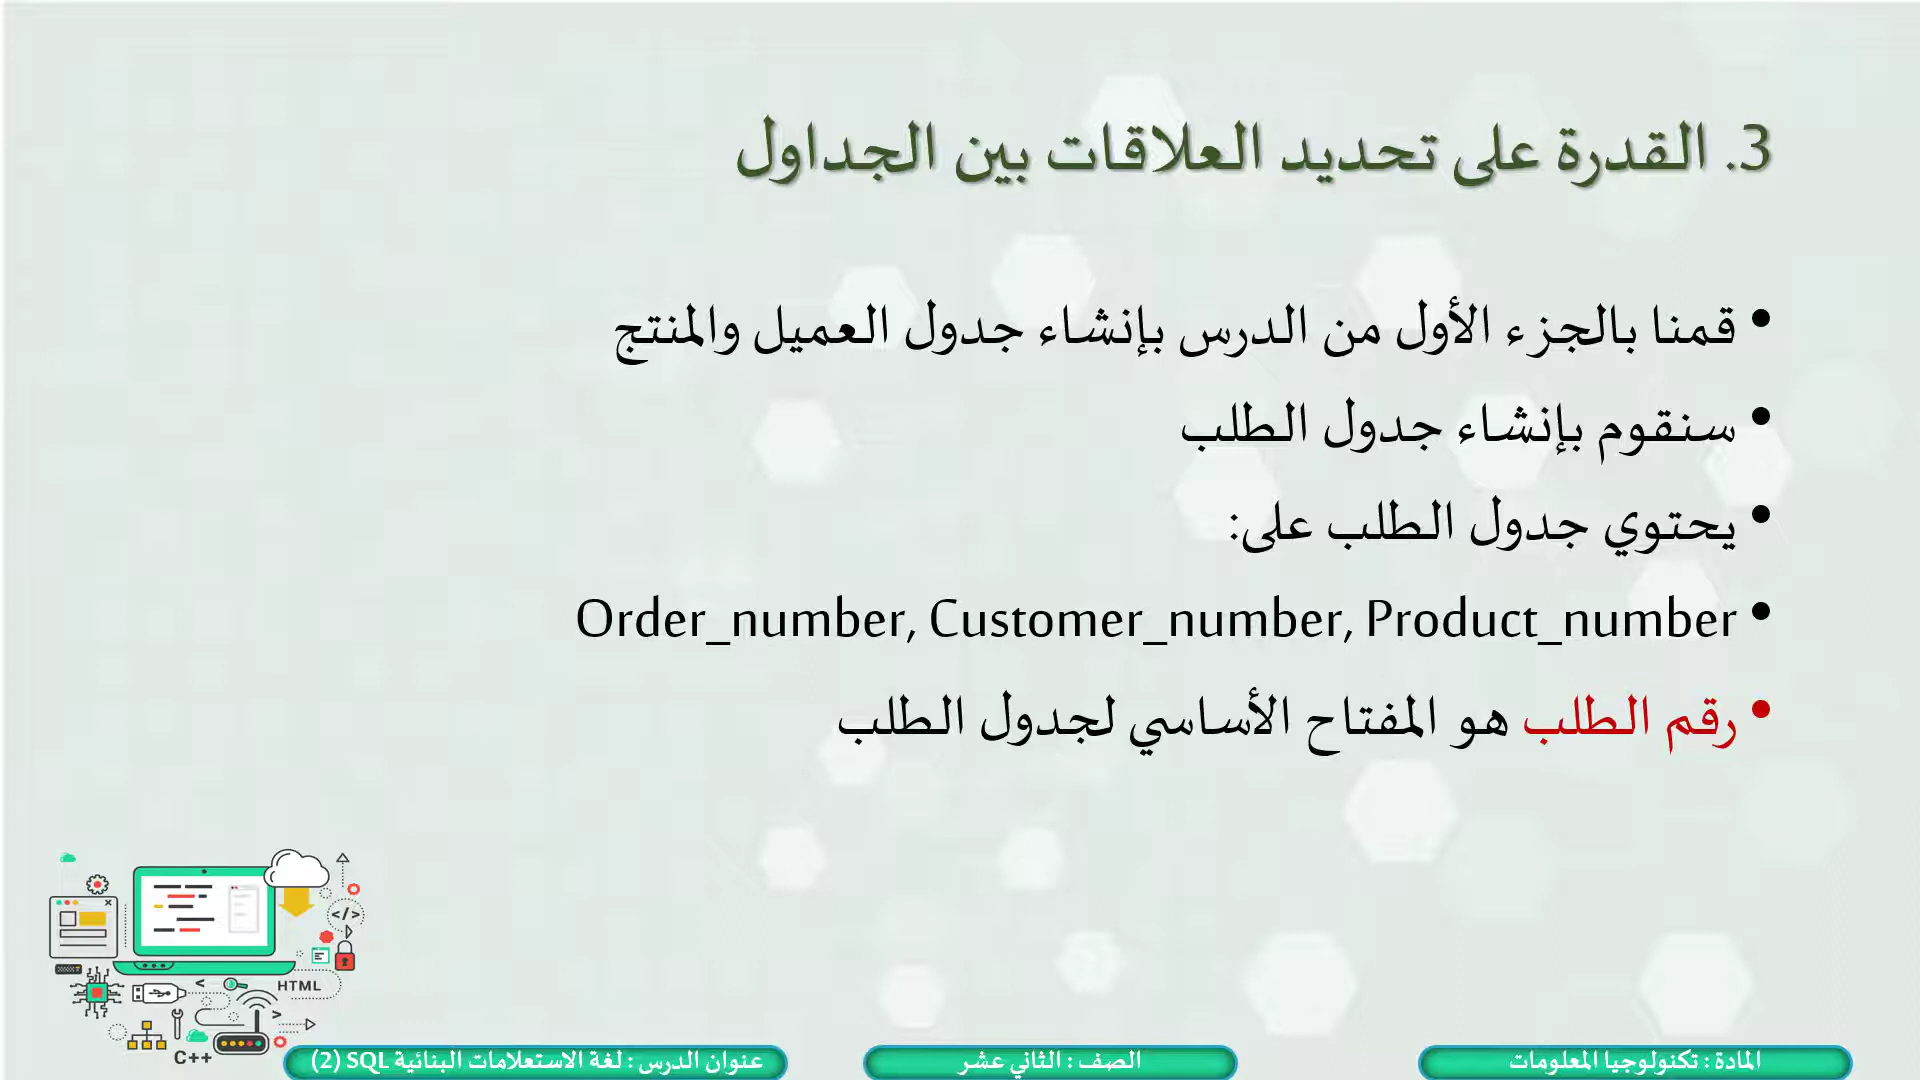 3. القدرة على تحديد العلاقات بين الجداول
• قمنا بالجزء الأول من الدرس بإنشاء جدول العميل والمنتج
• سنقوم بإنشاء جدول الطلب
• يحتوي جدول الطلب على:
• Order_number, Customer_number, Product_number
• رقم الطلب هو المفتاح الأساسي لجدول الطلب
</>
HTML
C++
المادة : تكنولوجيا المعلومات
الصف : الثاني عشر
عنوان الدرس : لغة الاستعلامات البنائية SQL (2)